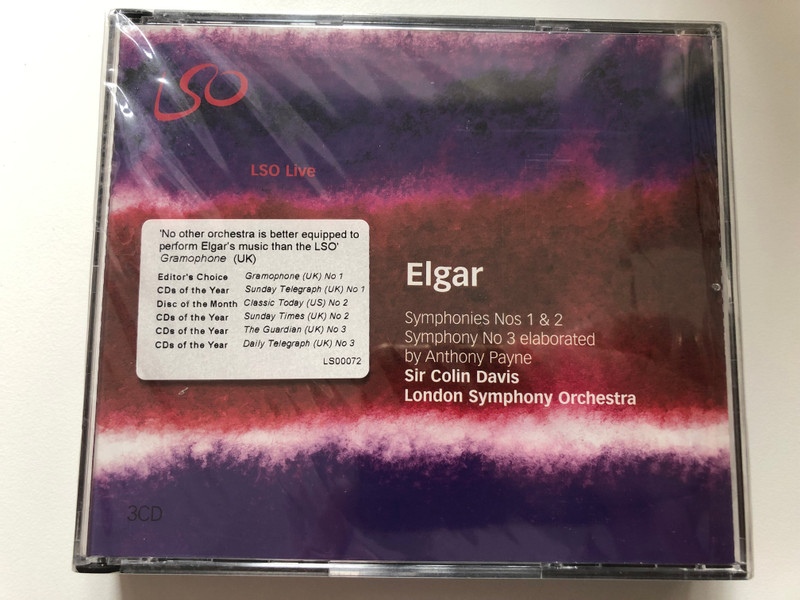 LSO
LSO Live
'No other orchestra is better equipped to
perform Elgar's music than the LSO'
Gramophone (UK)
Editor's Choice Gramophone (UK) No 1
CDs of the Year Sunday Telegraph (UK) No 1
Disc of the Month Classic Today (US) No 2
CDs of the Year Sunday Times (UK) No 2
CDs of the Year The Guardian (UK) No 3
CDs of the Year Daily Telegraph (UK) No 3
LS00072
Elgar
Symphonies Nos 1 & 2
Symphony No 3 elaborated
by Anthony Payne
Sir Colin Davis
London Symphony Orchestra
3CD